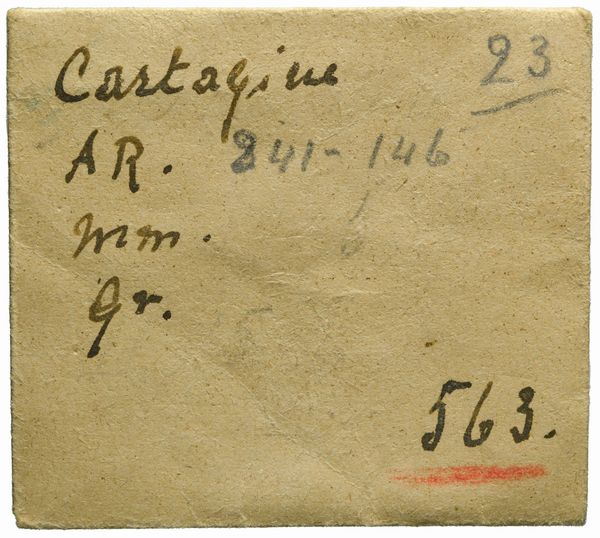 Cartagine 23
AR. 241-146
mm.
gr.
563.